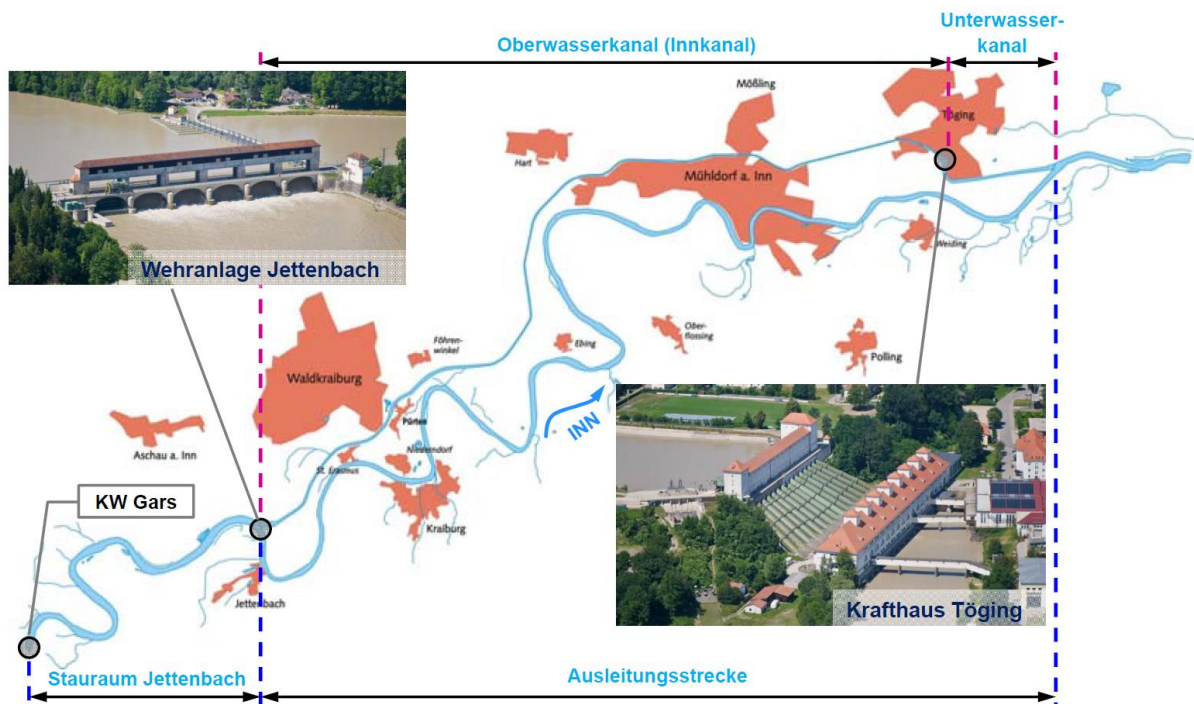 Oberwasserkanal (Innkanal)
Unterwasser-
kanal
Wehranlage Jettenbach
Mößling
Töging
Hart
Mühldorf a. Inn
Weiding
Föhren-
winkel
Ebing
Ober-
flossing
Polling
Waldkraiburg
Pürten
INN
Aschau a. Inn
St. Erasmus
Niederndorf
Kraiburg
KW Gars
Jettenbach
Krafthaus Töging
Stauraum Jettenbach
Ausleitungsstrecke